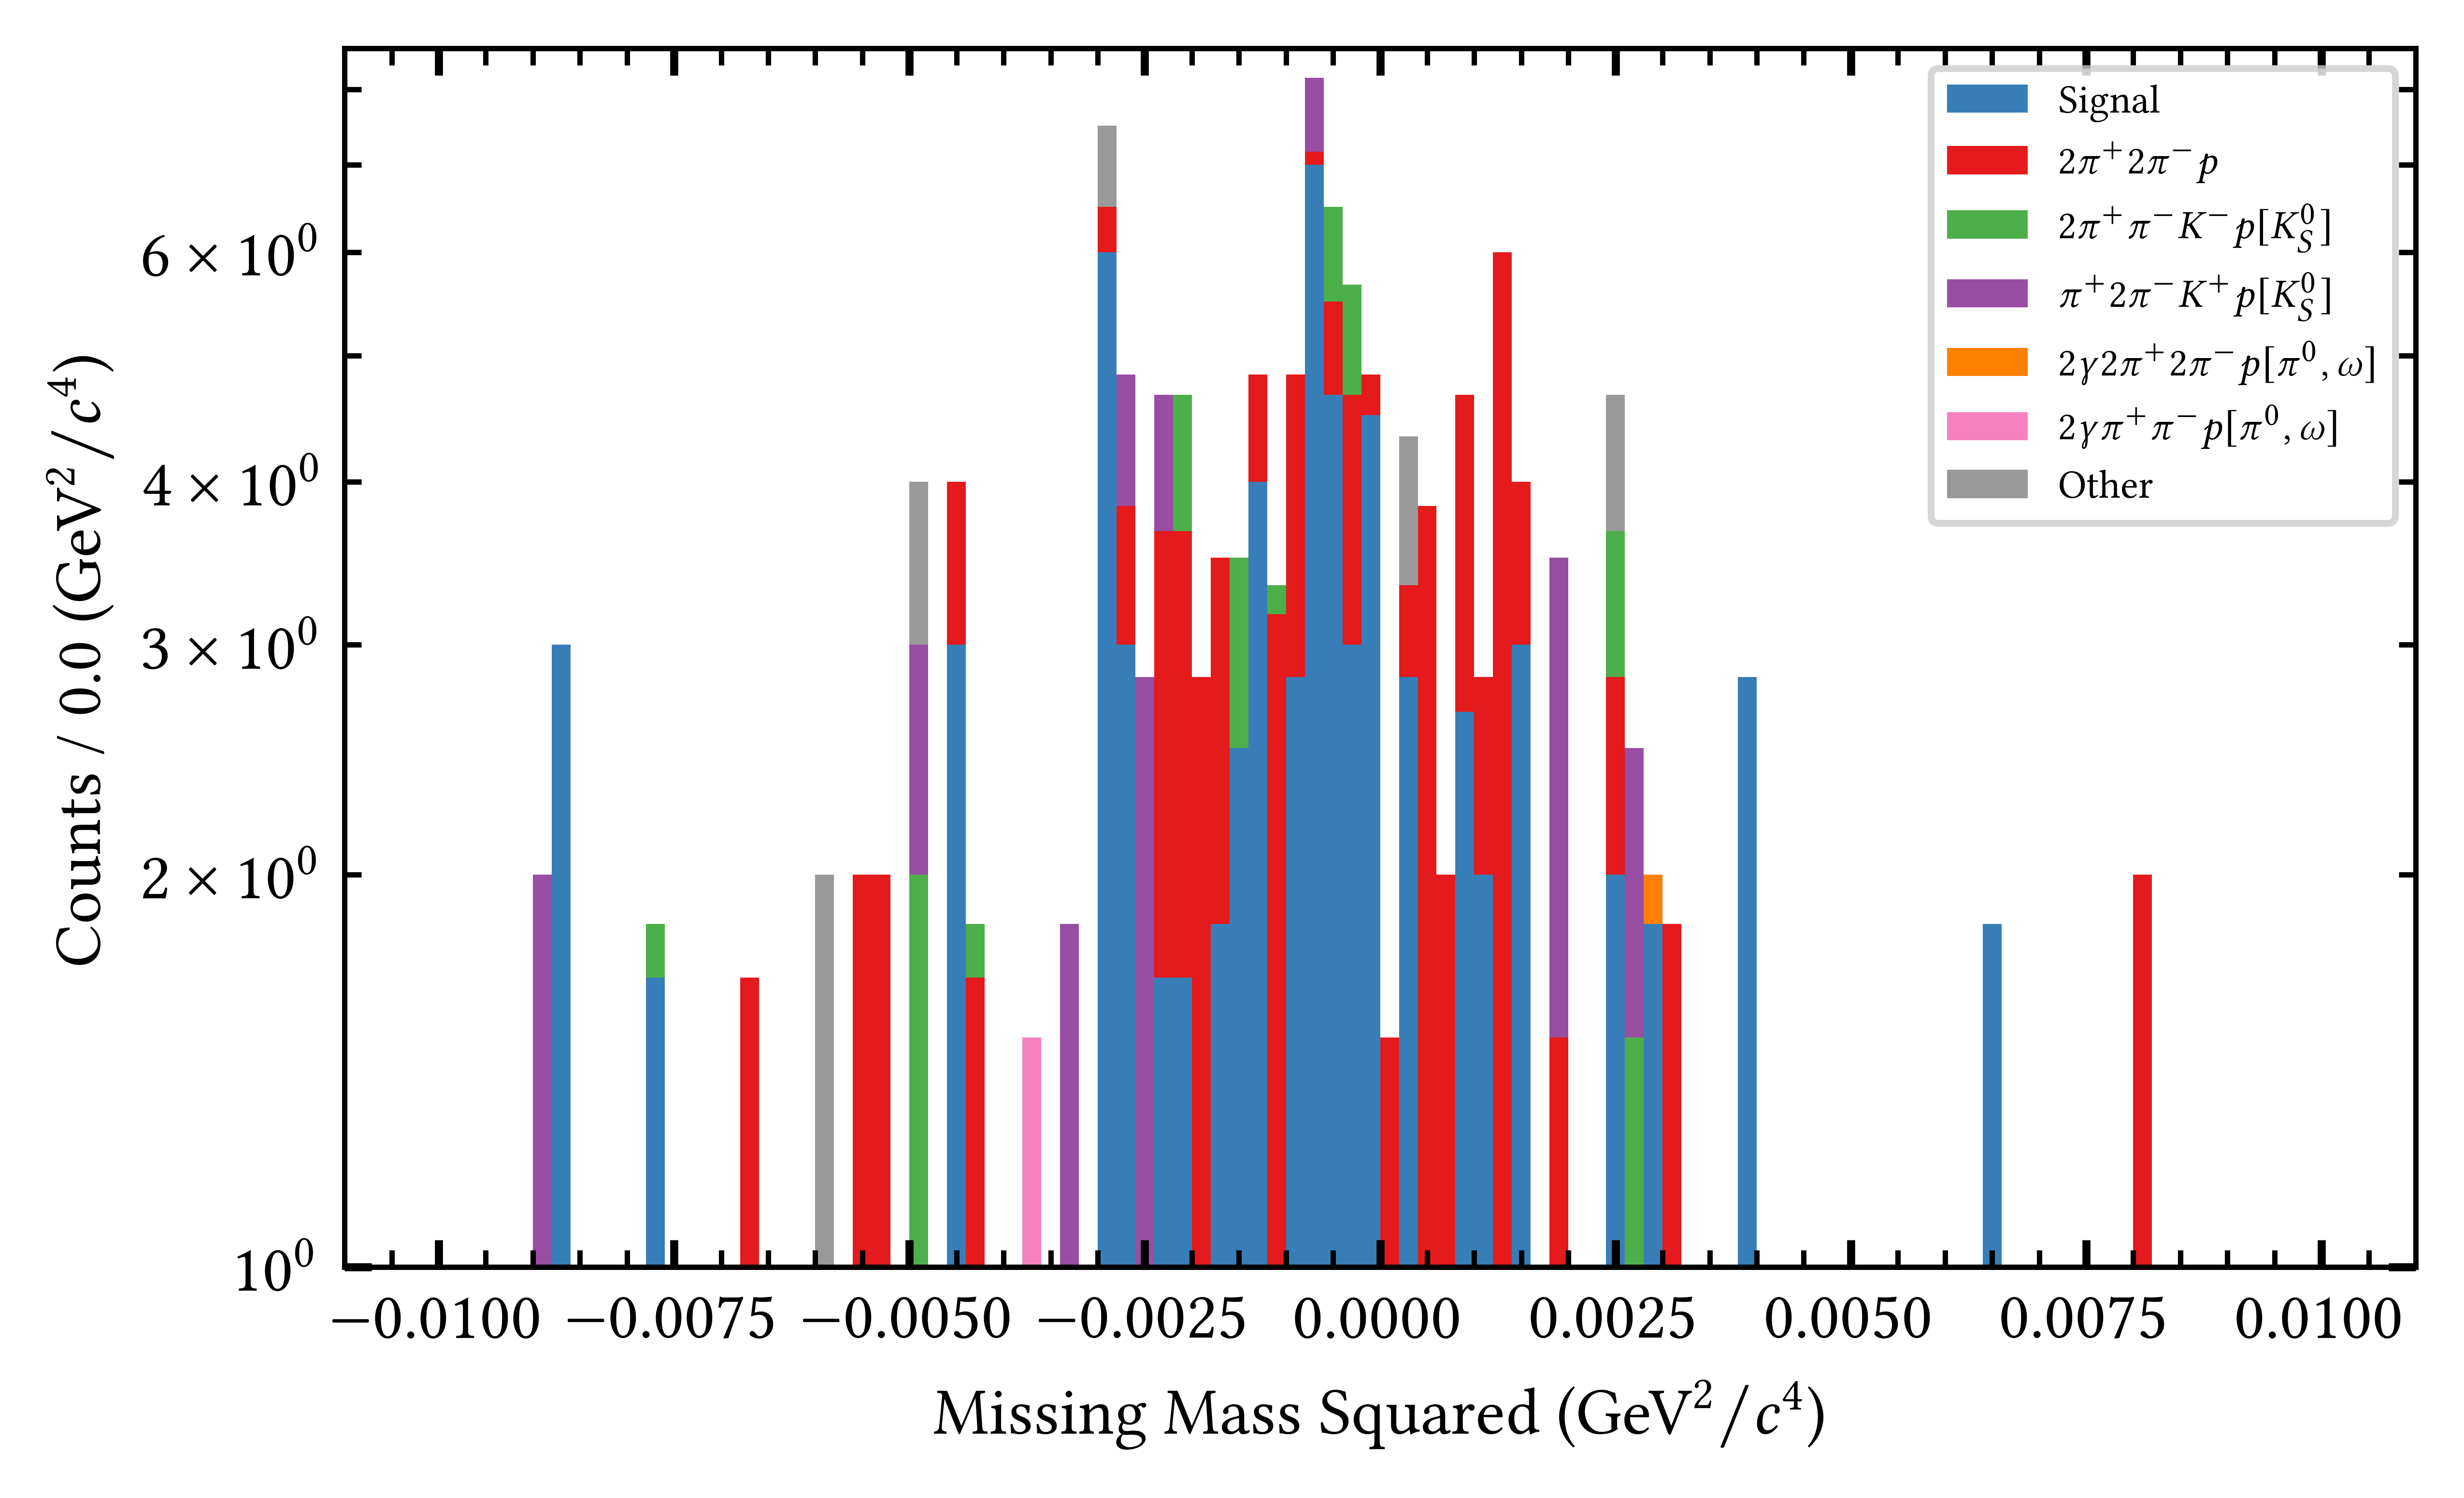 Counts / 0.0 (GeV²/c⁴)
6 × 10⁰
4 × 10⁰
3 × 10⁰
2 × 10⁰
10⁰
Signal
2π⁺2π⁻p
2π⁺π⁻K⁻p[K_S⁰]
π⁺2π⁻K⁺p[K_S⁰]
2γ2π⁺2π⁻p[π⁰, ω]
2γπ⁺π⁻p[π⁰, ω]
Other
−0.0100 −0.0075 −0.0050 −0.0025 0.0000 0.0025 0.0050 0.0075 0.0100
Missing Mass Squared (GeV²/c⁴)